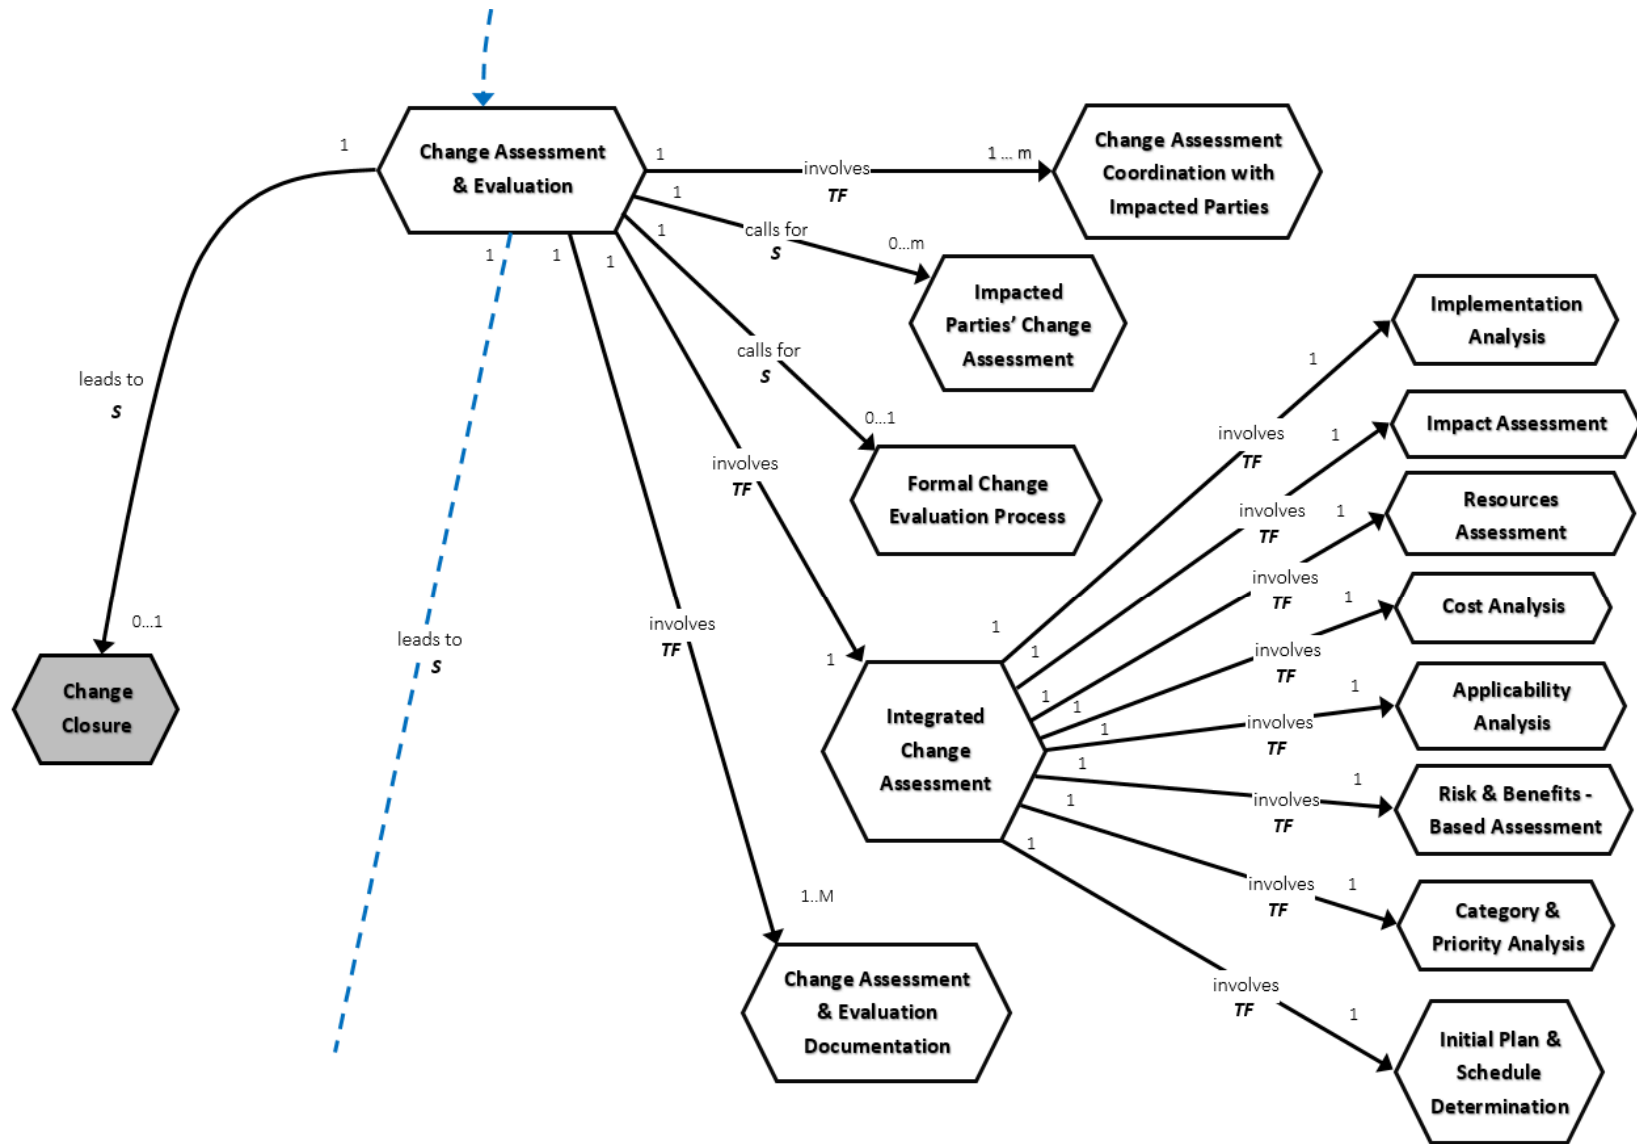 Change Assessment
& Evaluation
1
1
1 ... m
involves
TF
Change Assessment
Coordination with
Impacted Parties
1
calls for
S
0...m
Impacted
Parties’ Change
Assessment
1
calls for
S
0...1
Formal Change
Evaluation Process
1
1
1
leads to
S
0...1
Change
Closure
leads to
S
involves
TF
1
involves
TF
1..M
Change Assessment
& Evaluation
Documentation
Integrated
Change
Assessment
1
involves
TF
1
Implementation
Analysis
1
involves
TF
1
Impact Assessment
1
involves
TF
1
Resources
Assessment
1
involves
TF
1
Cost Analysis
1
involves
TF
1
Applicability
Analysis
1
involves
TF
1
Risk & Benefits -
Based Assessment
1
involves
TF
1
Category &
Priority Analysis
1
involves
TF
1
Initial Plan &
Schedule
Determination